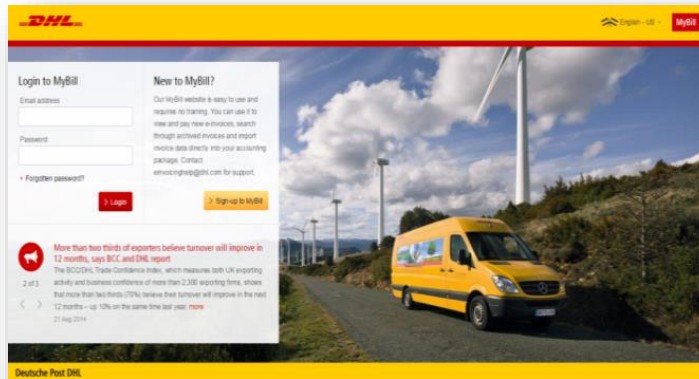 DHL
English - US
MyBill
Login to MyBill
Email address
Password
Forgotten password?
> Login
New to MyBill?
Our MyBill website is easy to use and
requires no training. You can use it to
view and pay new e-invoices, search
through archived invoices and import
invoice data directly into your accounting
package. Contact
einvoicinghelp@dhl.com for support.
> Sign-up to MyBill
More than two thirds of exporters believe turnover will improve in
12 months, says BCC and DHL report
The BCC/DHL Trade Confidence Index, which measures both UK exporting
activity and business confidence of more than 2,300 exporting firms, shows
that more than two thirds (70%) believe their turnover will improve in the next
12 months – up 10% on the same time last year. more
21 Aug 2014
2 of 3
Deutsche Post DHL